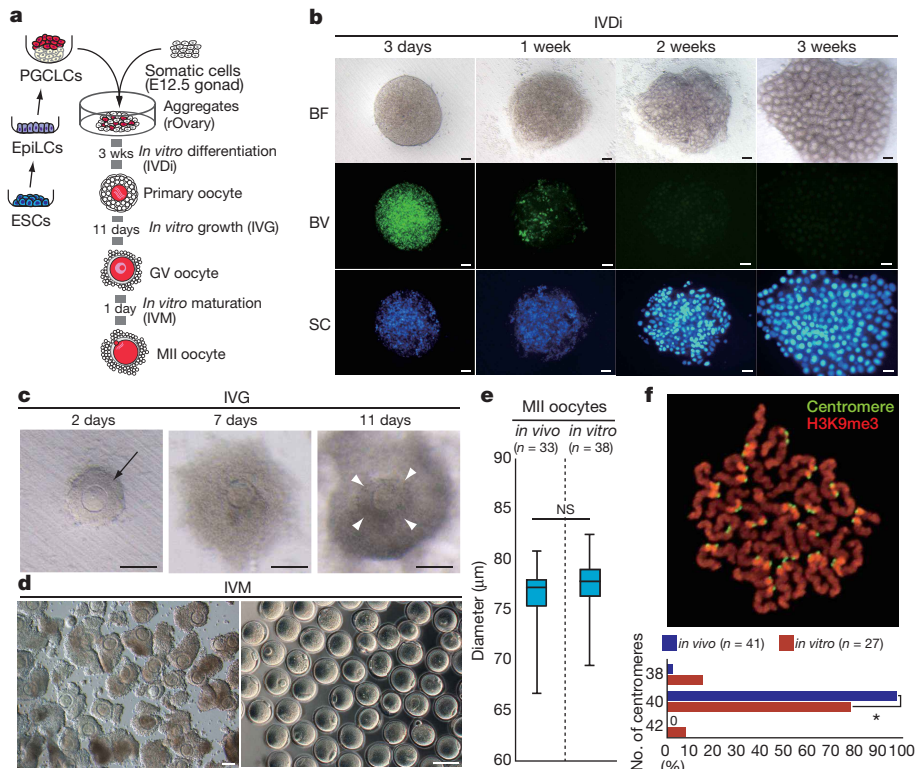 a
PGCLCs
EpiLCs
ESCs
Somatic cells
(E12.5 gonad)
Aggregates
(rOvary)
3 wks
In vitro differentiation
(IVDi)
Primary oocyte
11 days
In vitro growth (IVG)
GV oocyte
1 day
In vitro maturation
(IVM)
MII oocyte
b
IVDi
3 days
1 week
2 weeks
3 weeks
BF
BV
SC
c
IVG
2 days
7 days
11 days
d
IVM
e
MII oocytes
in vivo
(n = 33)
in vitro
(n = 38)
NS
Diameter (μm)
90
85
80
75
70
65
60
f
Centromere
H3K9me3
in vivo (n = 41)
in vitro (n = 27)
No. of centromeres
38
40
42
0
*
0 10 20 30 40 50 60 70 80 90 100
(%)